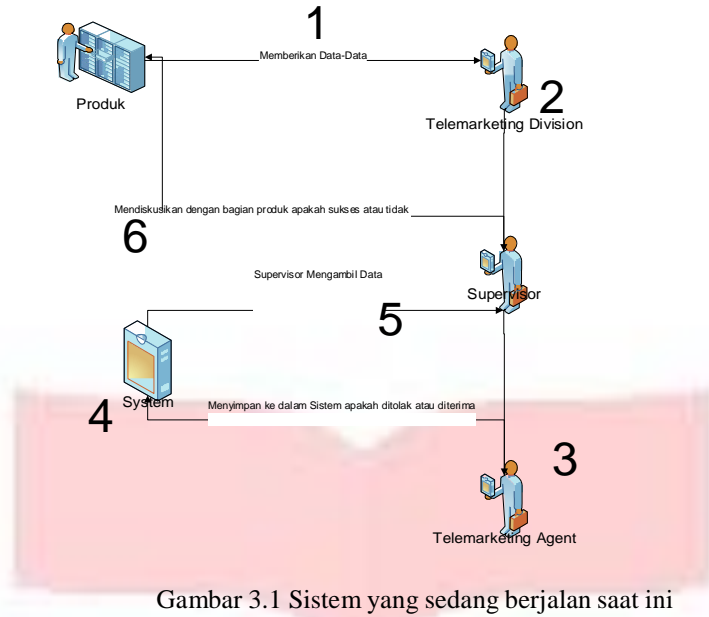 1
Memberikan Data-Data
Produk
2
Telemarketing Division
Mendiskusikan dengan bagian produk apakah sukses atau tidak
6
Supervisor Mengambil Data
Supervisor
5
System
4
Menyimpan ke dalam Sistem apakah ditolak atau diterima
3
Telemarketing Agent
Gambar 3.1 Sistem yang sedang berjalan saat ini